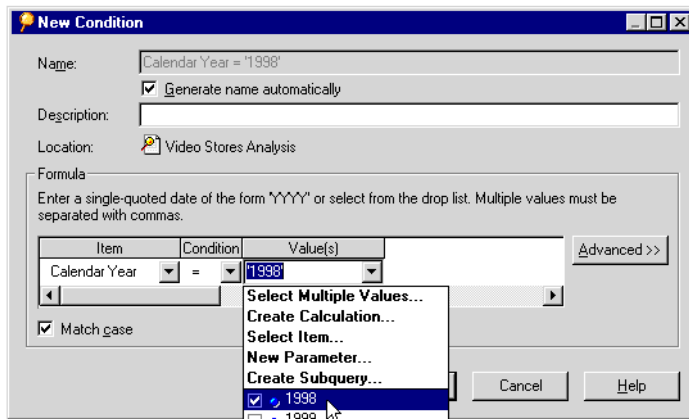 New Condition
Name: Calendar Year = '1998'
Generate name automatically
Description:
Location: Video Stores Analysis
Formula
Enter a single-quoted date of the form 'YYYY' or select from the drop list. Multiple values must be
separated with commas.
Item Condition Value(s)
Advanced >>
Calendar Year = '1998'
Select Multiple Values...
Create Calculation...
Select Item...
New Parameter...
Create Subquery...
Match case
1998
Cancel Help
1999